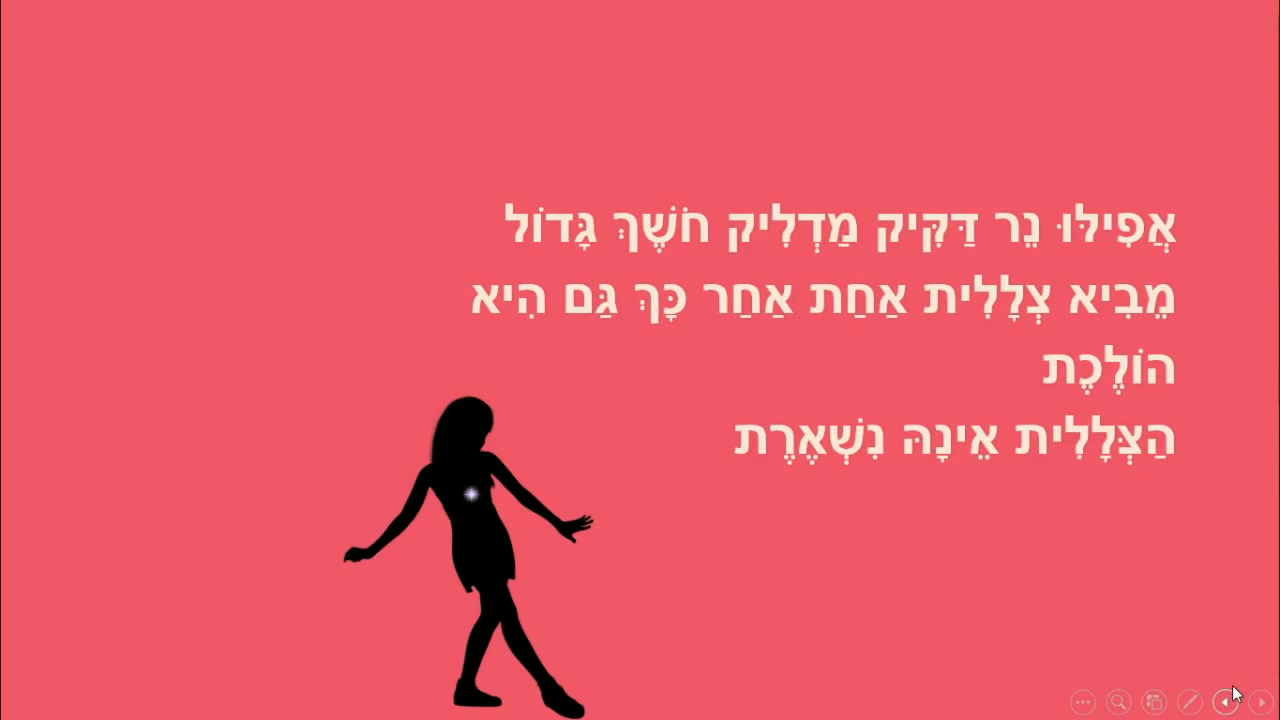 אֲפִילּוּ נֵר דַּקִּיק מַדְלִיק חֹשֶׁךְ גָּדוֹל
מֵבִיא צְלָלִית אַחַת אַחַר כָּךְ גַּם הִיא
הוֹלֶכֶת
הַצְּלָלִית אֵינָהּ נִשְׁאֶרֶת